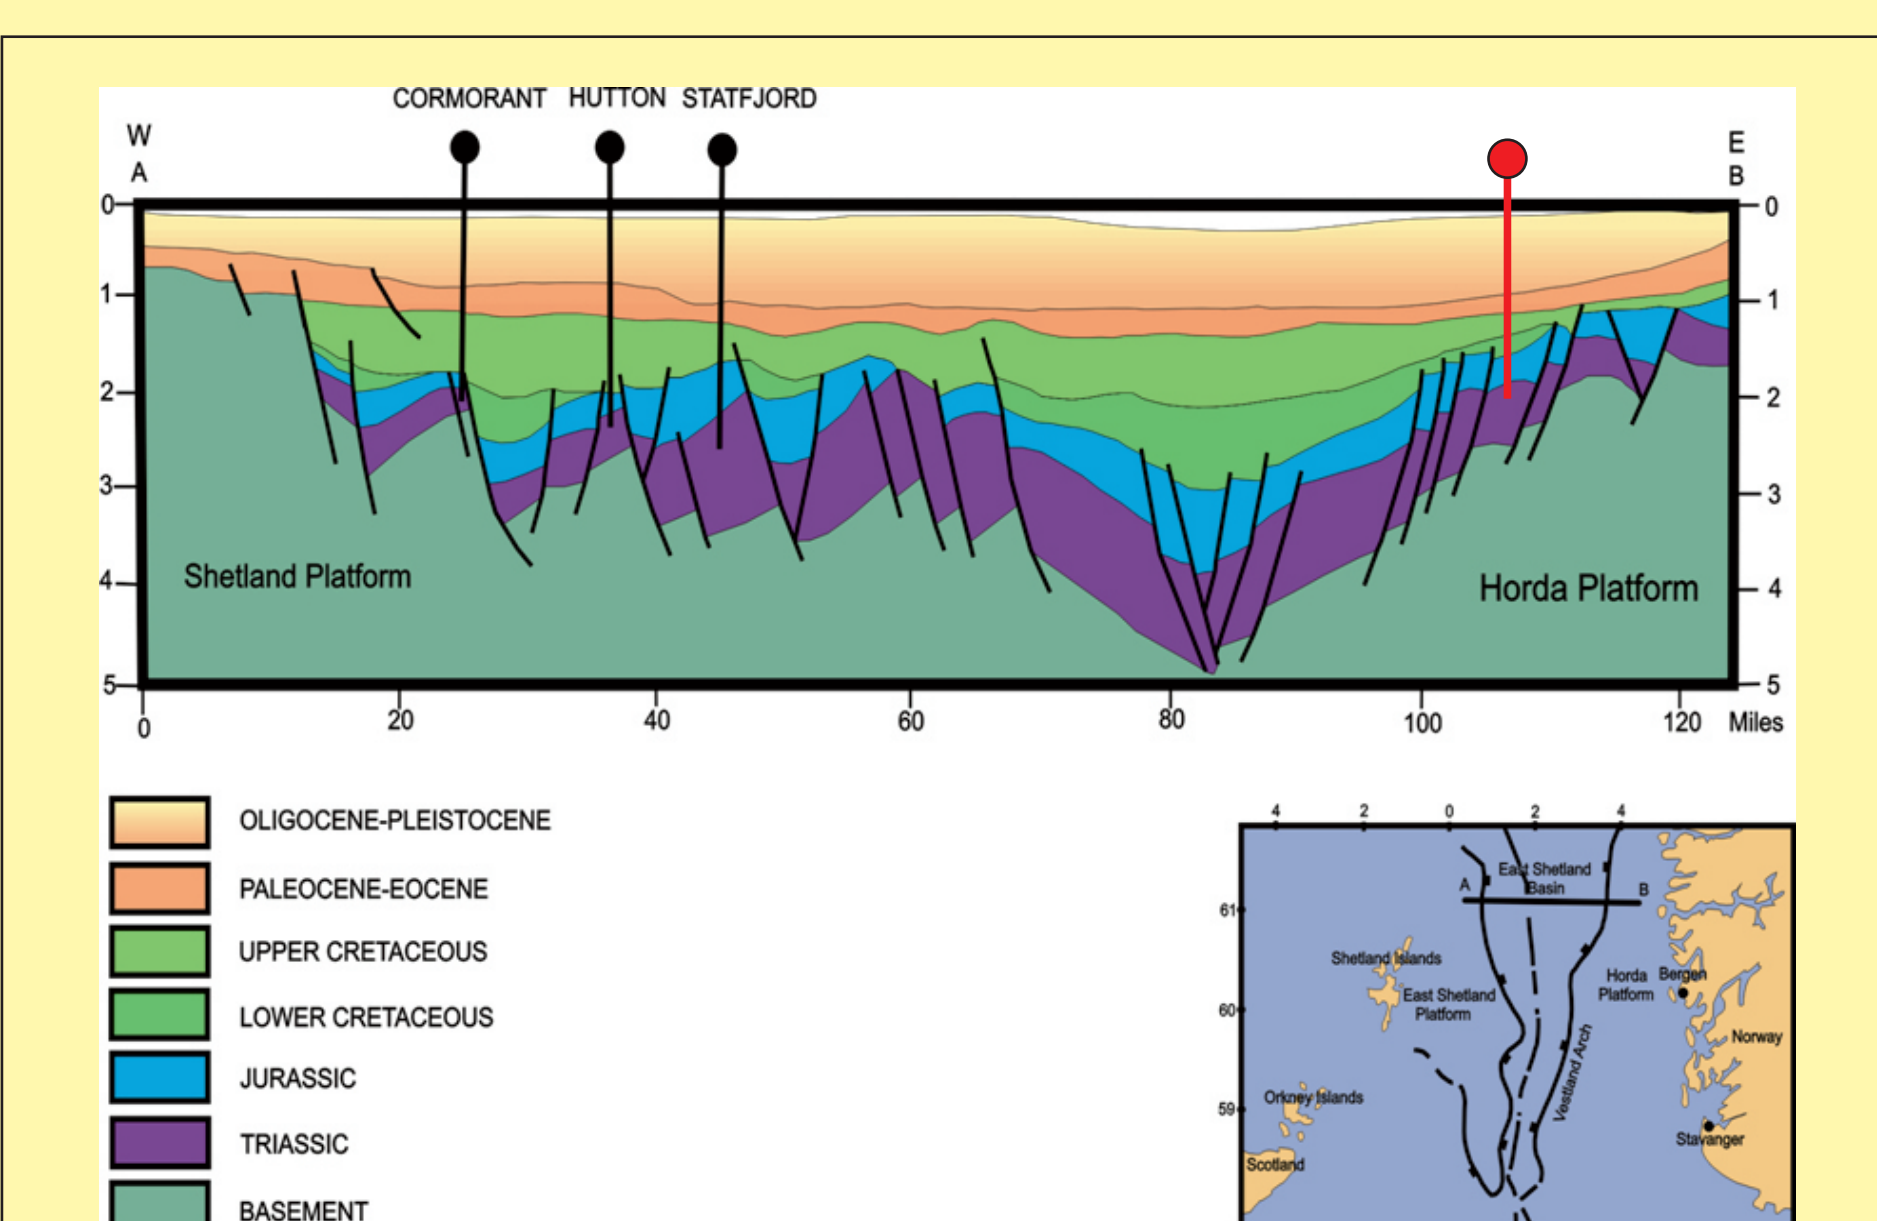 CORMORANT HUTTON STATFJORD
W
A
E
B
0
1
2
3
4
5
0
1
2
3
4
5
Shetland Platform
Horda Platform
0 20 40 60 80 100 120 Miles
OLIGOCENE-PLEISTOCENE
PALEOCENE-EOCENE
UPPER CRETACEOUS
LOWER CRETACEOUS
JURASSIC
TRIASSIC
BASEMENT
4 2 0 2 4
61
60
59
A
East Shetland
Basin
B
Shetland Islands
East Shetland
Platform
Horda
Platform
Bergen
Norway
Vestland Arch
Orkney Islands
Stavanger
Scotland